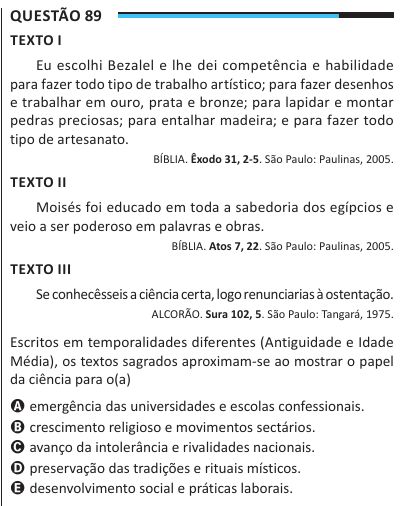 QUESTÃO 89
TEXTO I
Eu escolhi Bezalel e lhe dei competência e habilidade
para fazer todo tipo de trabalho artístico; para fazer desenhos
e trabalhar em ouro, prata e bronze; para lapidar e montar
pedras preciosas; para entalhar madeira; e para fazer todo
tipo de artesanato.
BÍBLIA. Êxodo 31, 2-5. São Paulo: Paulinas, 2005.
TEXTO II
Moisés foi educado em toda a sabedoria dos egípcios e
veio a ser poderoso em palavras e obras.
BÍBLIA. Atos 7, 22. São Paulo: Paulinas, 2005.
TEXTO III
Se conhecêsseis a ciência certa, logo renunciarias à ostentação.
ALCORÃO. Sura 102, 5. São Paulo: Tangará, 1975.
Escritos em temporalidades diferentes (Antiguidade e Idade
Média), os textos sagrados aproximam-se ao mostrar o papel
da ciência para o(a)
A emergência das universidades e escolas confessionais.
B crescimento religioso e movimentos sectários.
C avanço da intolerância e rivalidades nacionais.
D preservação das tradições e rituais místicos.
E desenvolvimento social e práticas laborais.